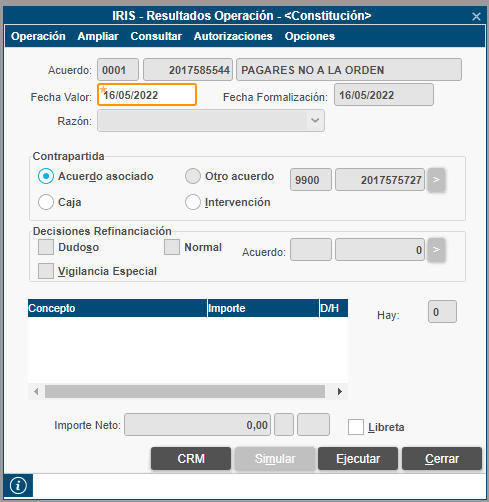 IRIS - Resultados Operación - <Constitución>
Operación Ampliar Consultar Autorizaciones Opciones
Acuerdo: 0001 2017585544 PAGARES NO A LA ORDEN
Fecha Valor: 16/05/2022 Fecha Formalización: 16/05/2022
Razón:
Contrapartida
Acuerdo asociado Otro acuerdo 9900 2017575727 >
Caja Intervención
Decisiones Refinanciación
Dudoso Normal Acuerdo: 0 >
Vigilancia Especial
Concepto Importe D/H
Hay: 0
Importe Neto: 0,00 Libreta
CRM Simular Ejecutar Cerrar